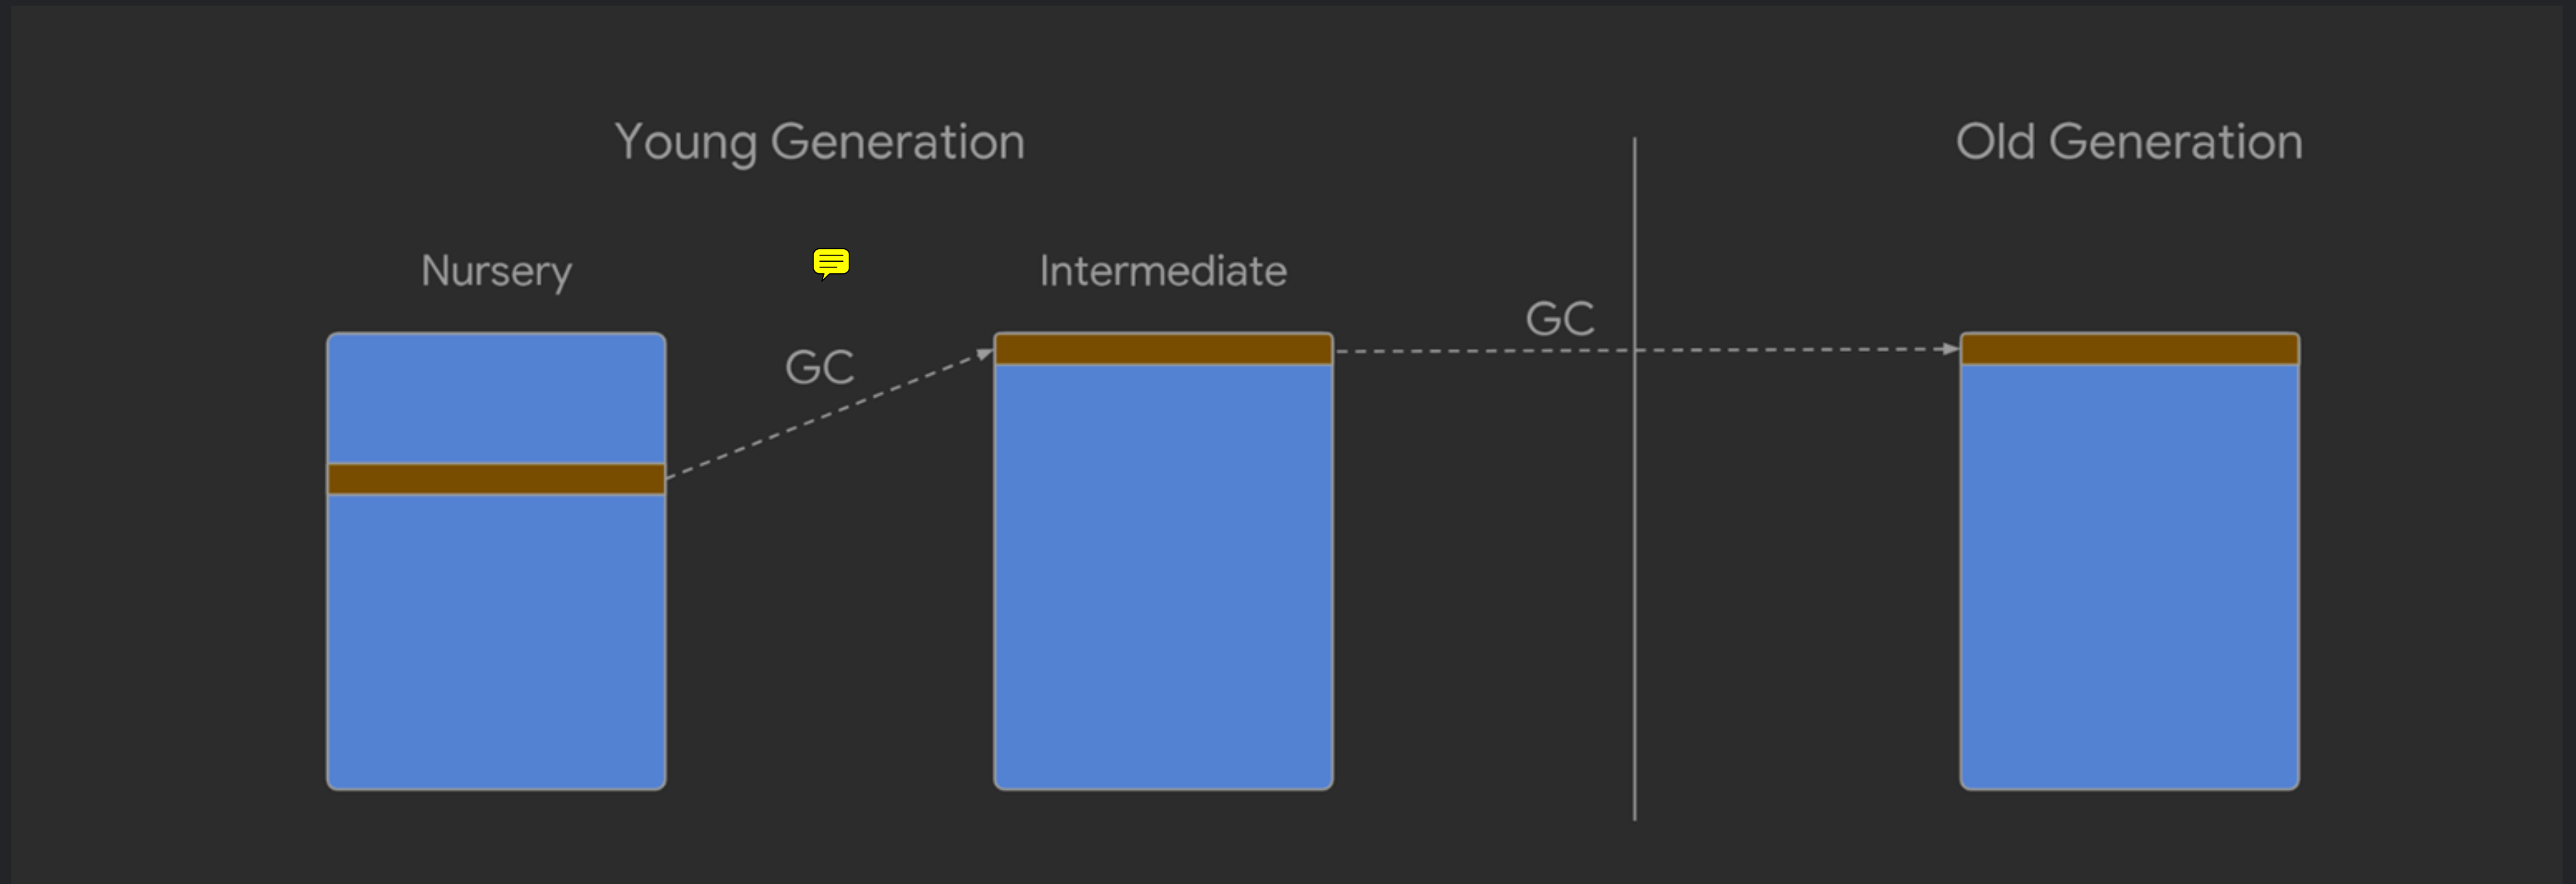 Young Generation
Old Generation
Nursery
Intermediate
GC
GC